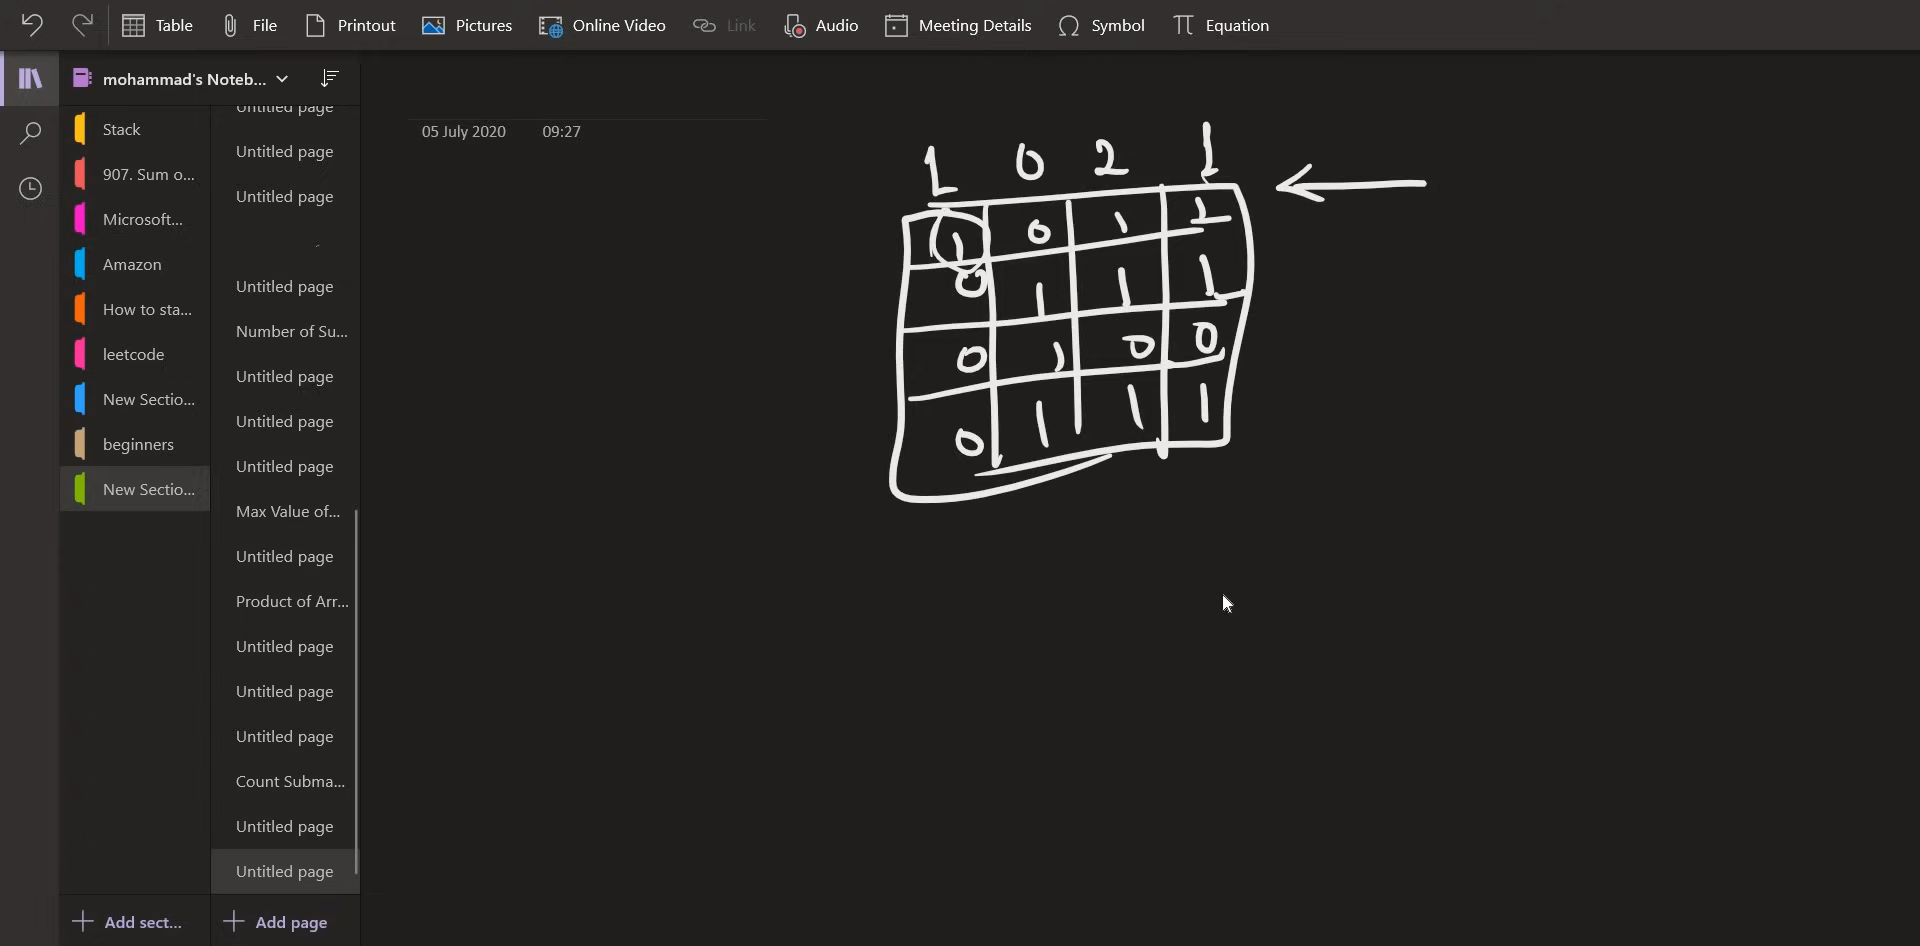 Table File Printout Pictures Online Video Link Audio Meeting Details Symbol Equation
mohammad's Noteb...
Stack
907. Sum o...
Microsoft...
Amazon
How to sta...
leetcode
New Sectio...
beginners
New Sectio...
Add sect...
Untitled page
Untitled page
Untitled page
Untitled page
Number of Su...
Untitled page
Untitled page
Untitled page
Max Value of...
Untitled page
Product of Arr...
Untitled page
Untitled page
Untitled page
Count Subma...
Untitled page
Untitled page
Add page
05 July 2020 09:27
1 0 2 1
1 0 1 1
0 1 1 1
0 1 0 0
0 1 1 1